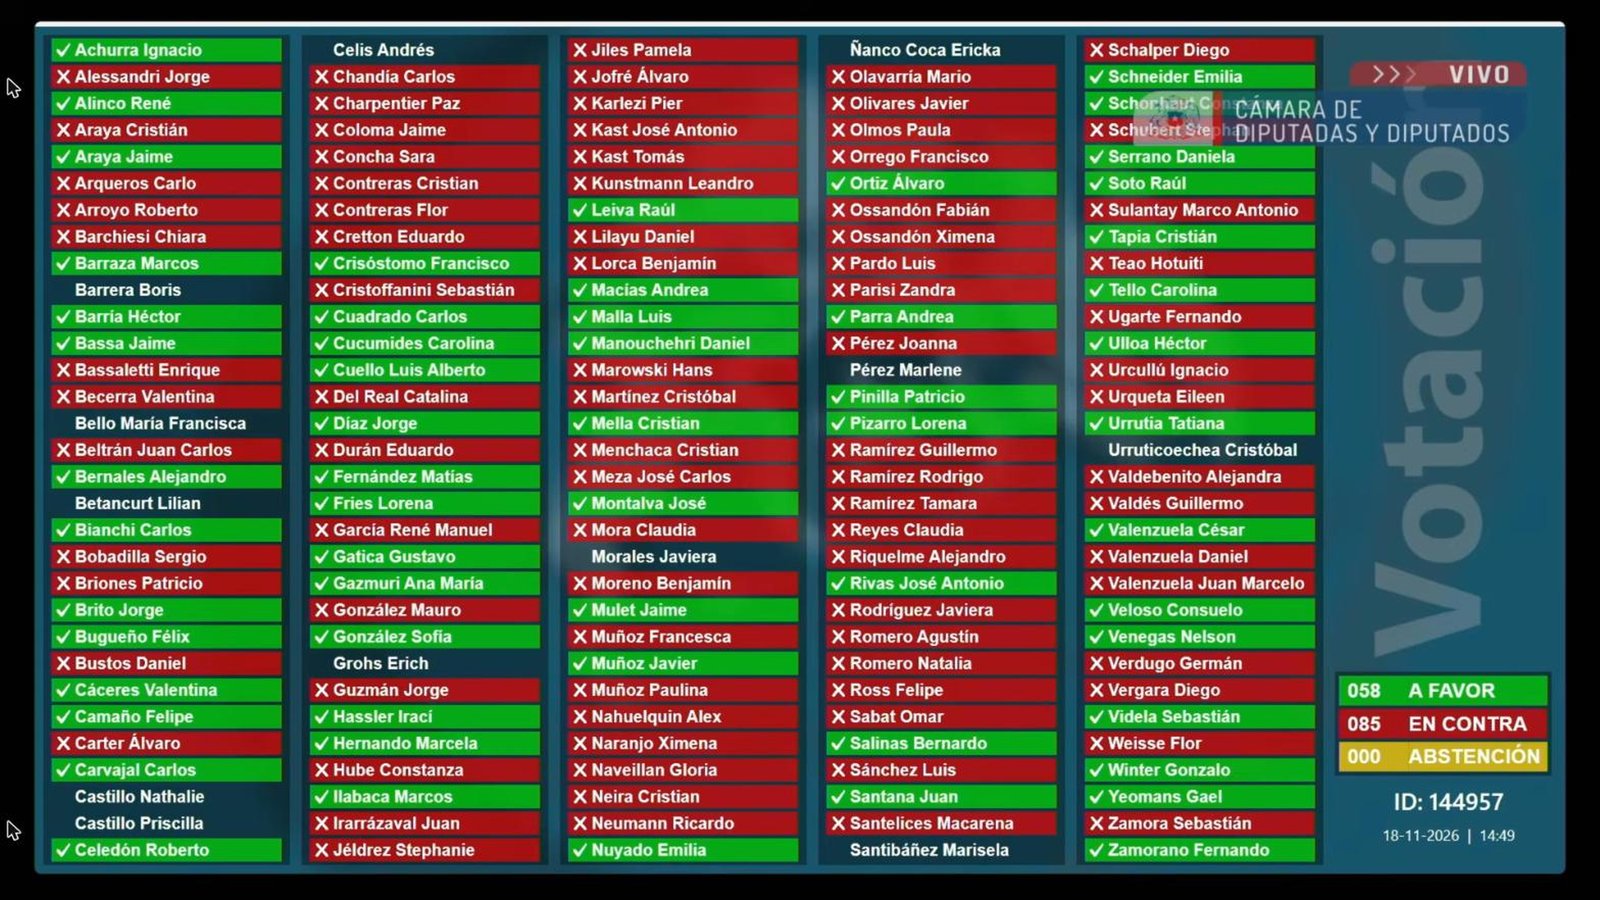 ✓ Achurra Ignacio
X Alessandri Jorge
✓ Alinco René
X Araya Cristián
✓ Araya Jaime
X Arqueros Carlo
X Arroyo Roberto
X Barchiesi Chiara
✓ Barraza Marcos
Barrera Boris
✓ Barría Héctor
✓ Bassa Jaime
X Bassaletti Enrique
X Becerra Valentina
Bello María Francisca
X Beltrán Juan Carlos
✓ Bernales Alejandro
Betancurt Lilian
✓ Bianchi Carlos
X Bobadilla Sergio
X Briones Patricio
✓ Brito Jorge
✓ Bugueño Félix
X Bustos Daniel
✓ Cáceres Valentina
✓ Camaño Felipe
X Carter Álvaro
✓ Carvajal Carlos
Castillo Nathalie
Castillo Priscilla
✓ Celedón Roberto
Celis Andrés
X Chandía Carlos
X Charpentier Paz
X Coloma Jaime
X Concha Sara
X Contreras Cristian
X Contreras Flor
X Cretton Eduardo
✓ Crisóstomo Francisco
X Cristoffanini Sebastián
✓ Cuadrado Carlos
✓ Cucumides Carolina
✓ Cuello Luis Alberto
X Del Real Catalina
✓ Díaz Jorge
X Durán Eduardo
✓ Fernández Matías
✓ Fries Lorena
X García René Manuel
✓ Gatica Gustavo
✓ Gazmuri Ana María
X González Mauro
✓ González Sofía
Grohs Erich
X Guzmán Jorge
✓ Hassler Irací
✓ Hernando Marcela
X Hube Constanza
✓ Ilabaca Marcos
X Irarrázaval Juan
X Jéldrez Stephanie
X Jiles Pamela
X Jofré Álvaro
X Karlezi Pier
X Kast José Antonio
X Kast Tomás
X Kunstmann Leandro
✓ Leiva Raúl
X Lilayu Daniel
X Lorca Benjamín
✓ Macías Andrea
✓ Malla Luis
✓ Manouchehri Daniel
X Marowski Hans
X Martínez Cristóbal
✓ Mella Cristian
X Menchaca Cristian
X Meza José Carlos
✓ Montalva José
X Mora Claudia
Morales Javiera
X Moreno Benjamín
✓ Mulet Jaime
X Muñoz Francesca
✓ Muñoz Javier
X Muñoz Paulina
X Nahuelquin Alex
X Naranjo Ximena
X Naveillan Gloria
X Neira Cristian
X Neumann Ricardo
✓ Nuyado Emilia
Ñanco Coca Ericka
X Olavarría Mario
X Olivares Javier
X Olmos Paula
X Orrego Francisco
✓ Ortiz Álvaro
X Ossandón Fabián
X Ossandón Ximena
X Pardo Luis
X Parisi Zandra
✓ Parra Andrea
X Pérez Joanna
Pérez Marlene
✓ Pinilla Patricio
✓ Pizarro Lorena
X Ramírez Guillermo
X Ramírez Rodrigo
X Ramírez Tamara
X Reyes Claudia
X Riquelme Alejandro
✓ Rivas José Antonio
X Rodríguez Javiera
X Romero Agustín
X Romero Natalia
X Ross Felipe
X Sabat Omar
✓ Salinas Bernardo
X Sánchez Luis
✓ Santana Juan
X Santelices Macarena
Santibáñez Marisela
X Schalper Diego
✓ Schneider Emilia
✓ Schonhaut
X Schubert Stephan
✓ Serrano Daniela
✓ Soto Raúl
X Sulantay Marco Antonio
✓ Tapia Cristián
X Teao Hotuiti
✓ Tello Carolina
X Ugarte Fernando
✓ Ulloa Héctor
X Urcullú Ignacio
X Urqueta Eileen
✓ Urrutia Tatiana
Urruticoechea Cristóbal
X Valdebenito Alejandra
X Valdés Guillermo
✓ Valenzuela César
X Valenzuela Daniel
X Valenzuela Juan Marcelo
✓ Veloso Consuelo
✓ Venegas Nelson
X Verdugo Germán
X Vergara Diego
✓ Videla Sebastián
X Weisse Flor
✓ Winter Gonzalo
✓ Yeomans Gael
X Zamora Sebastián
✓ Zamorano Fernando
>>> VIVO
CÁMARA DE
DIPUTADAS Y DIPUTADOS
Votación
058 A FAVOR
085 EN CONTRA
000 ABSTENCIÓN
ID: 144957
18-11-2026 | 14:49